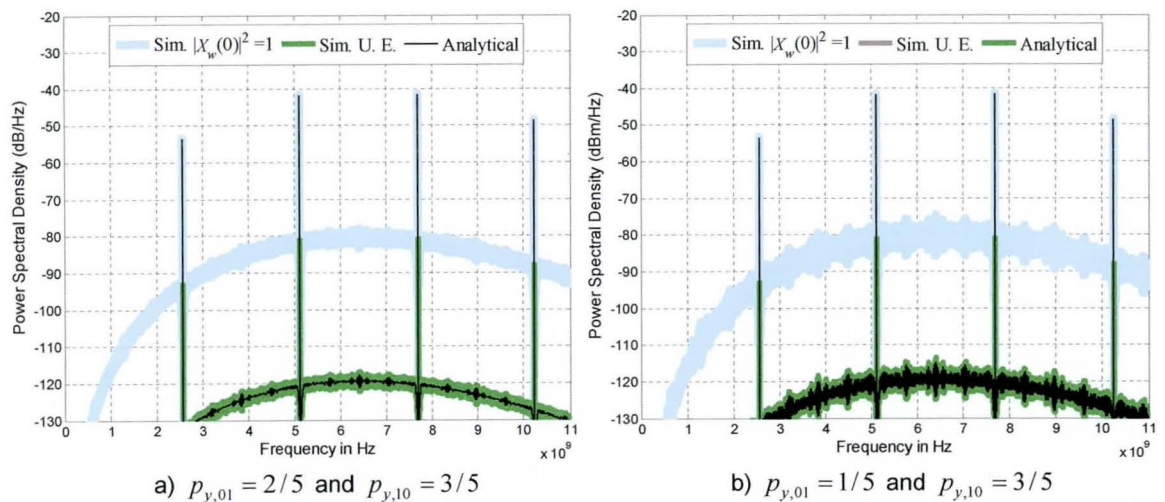 -20
-30
-40
-50
-60
-70
-80
-90
-100
-110
-120
-130
Power Spectral Density (dB/Hz)
Sim. |X_w(0)|^2 =1 Sim. U. E. Analytical
0 1 2 3 4 5 6 7 8 9 10 11
Frequency in Hz
x 10^9
a) p_{y,01} = 2/5 and p_{y,10} = 3/5
-20
-30
-40
-50
-60
-70
-80
-90
-100
-110
-120
-130
Power Spectral Density (dBm/Hz)
Sim. |X_w(0)|^2 =1 Sim. U. E. Analytical
0 1 2 3 4 5 6 7 8 9 10 11
Frequency in Hz
x 10^9
b) p_{y,01} = 1/5 and p_{y,10} = 3/5